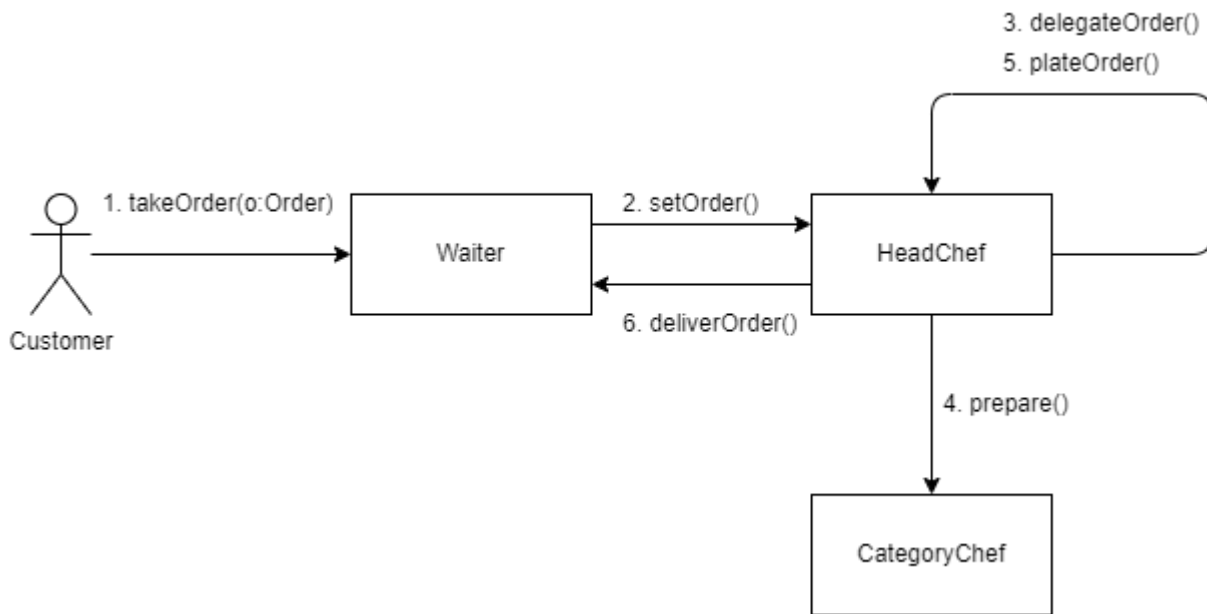 3. delegateOrder()
5. plateOrder()
1. takeOrder(o:Order)
2. setOrder()
Waiter
HeadChef
6. deliverOrder()
Customer
4. prepare()
CategoryChef